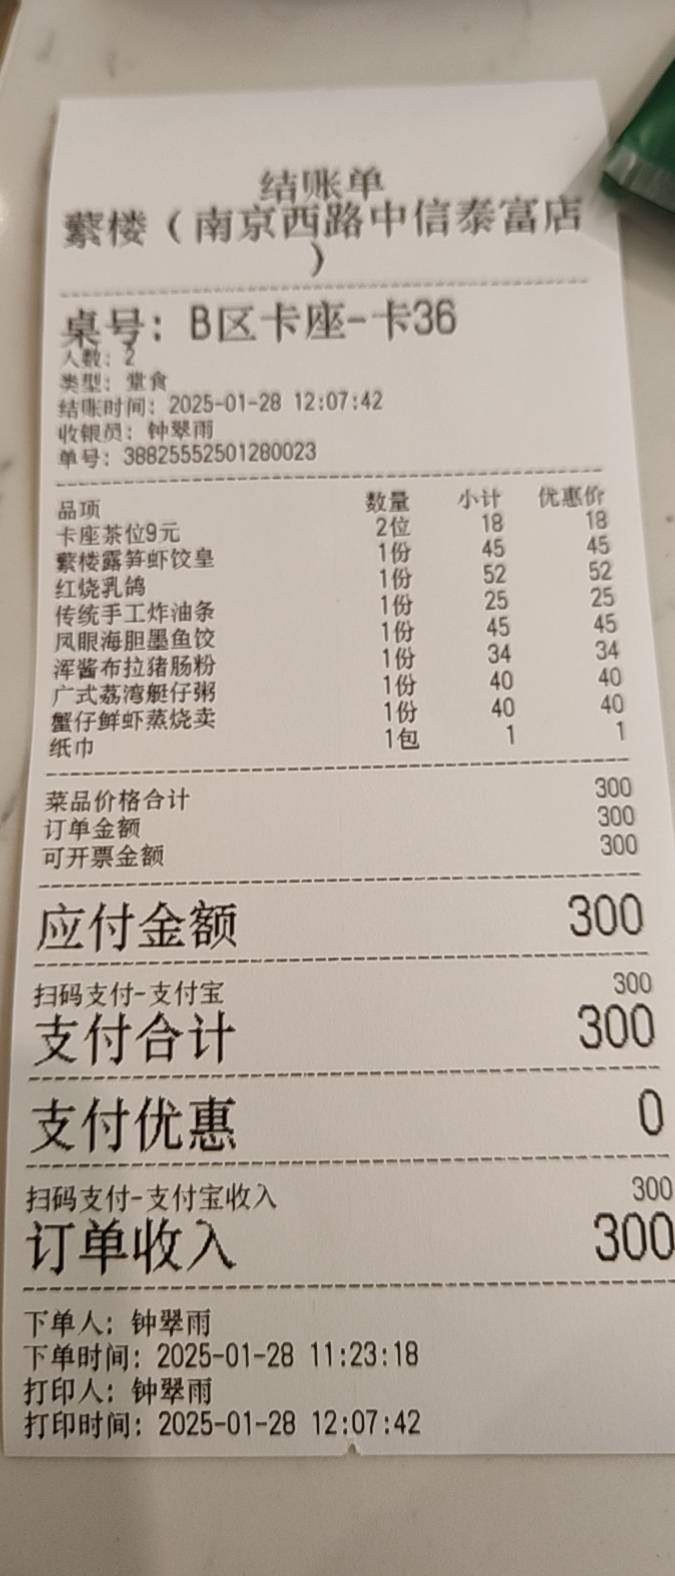 结账单
紫楼（南京西路中信泰富店
）
桌号：B区卡座-卡36
人数：2
类型：堂食
结账时间：2025-01-28 12:07:42
收银员：钟翠雨
单号：38825552501280023
品项 数量 小计 优惠价
卡座茶位9元 2位 18 18
紫楼露笋虾饺皇 1份 45 45
红烧乳鸽 1份 52 52
传统手工炸油条 1份 25 25
凤眼海胆墨鱼饺 1份 45 45
浑酱布拉猪肠粉 1份 34 34
广式荔湾艇仔粥 1份 40 40
蟹仔鲜虾蒸烧卖 1份 40 40
纸巾 1包 1 1
菜品价格合计 300
订单金额 300
可开票金额 300
应付金额 300
扫码支付-支付宝 300
支付合计 300
支付优惠 0
扫码支付-支付宝收入 300
订单收入 300
下单人：钟翠雨
下单时间：2025-01-28 11:23:18
打印人：钟翠雨
打印时间：2025-01-28 12:07:42